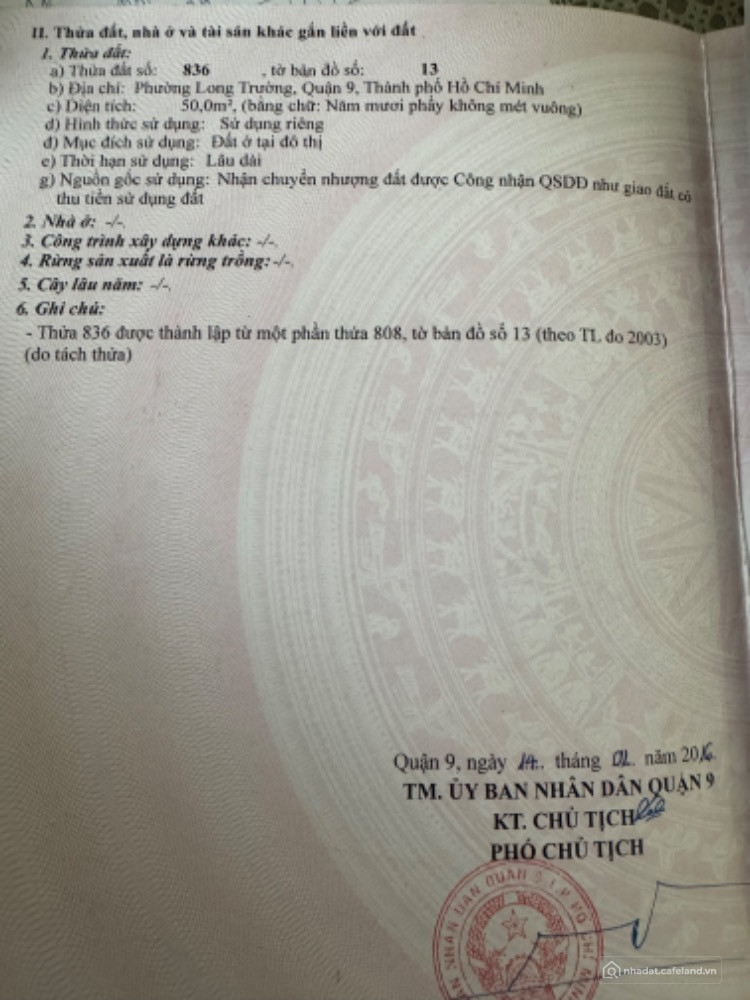 II. Thửa đất, nhà ở và tài sản khác gắn liền với đất
1. Thửa đất:
a) Thửa đất số: 836 , tờ bản đồ số: 13
b) Địa chỉ: Phường Long Trường, Quận 9, Thành phố Hồ Chí Minh
c) Diện tích: 50,0m², (bằng chữ: Năm mươi phẩy không mét vuông)
d) Hình thức sử dụng: Sử dụng riêng
đ) Mục đích sử dụng: Đất ở tại đô thị
e) Thời hạn sử dụng: Lâu dài
g) Nguồn gốc sử dụng: Nhận chuyển nhượng đất được Công nhận QSDĐ như giao đất có
thu tiền sử dụng đất
2. Nhà ở: -/-.
3. Công trình xây dựng khác: -/-.
4. Rừng sản xuất là rừng trồng: -/-.
5. Cây lâu năm: -/-.
6. Ghi chú:
- Thửa 836 được thành lập từ một phần thửa 808, tờ bản đồ số 13 (theo TL đo 2003)
(do tách thửa)
Quận 9, ngày 14. tháng 01. năm 2016.
TM. ỦY BAN NHÂN DÂN QUẬN 9
KT. CHỦ TỊCH
PHÓ CHỦ TỊCH
NHÂN DÂN QUẬN 9 T.P HỒ CHÍ MINH
nhadat.cafeland.vn